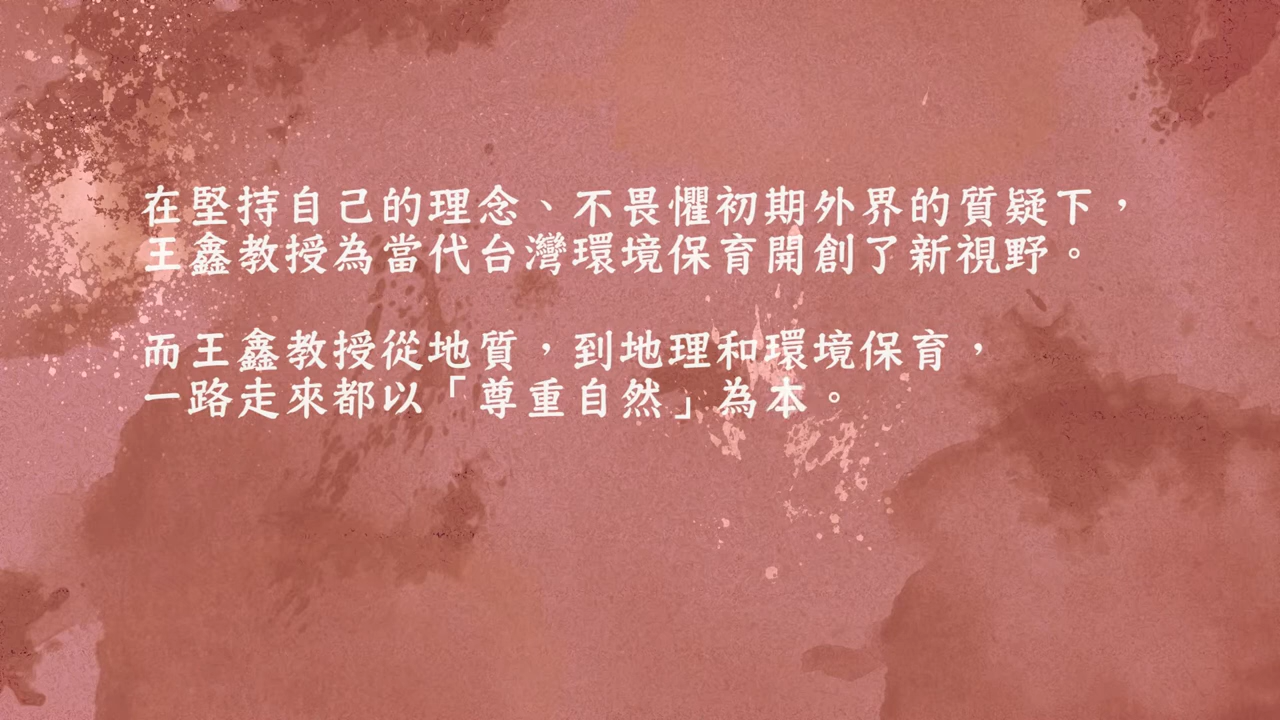 在堅持自己的理念、不畏懼初期外界的質疑下，
王鑫教授為當代台灣環境保育開創了新視野。
而王鑫教授從地質，到地理和環境保育，
一路走來都以「尊重自然」為本。